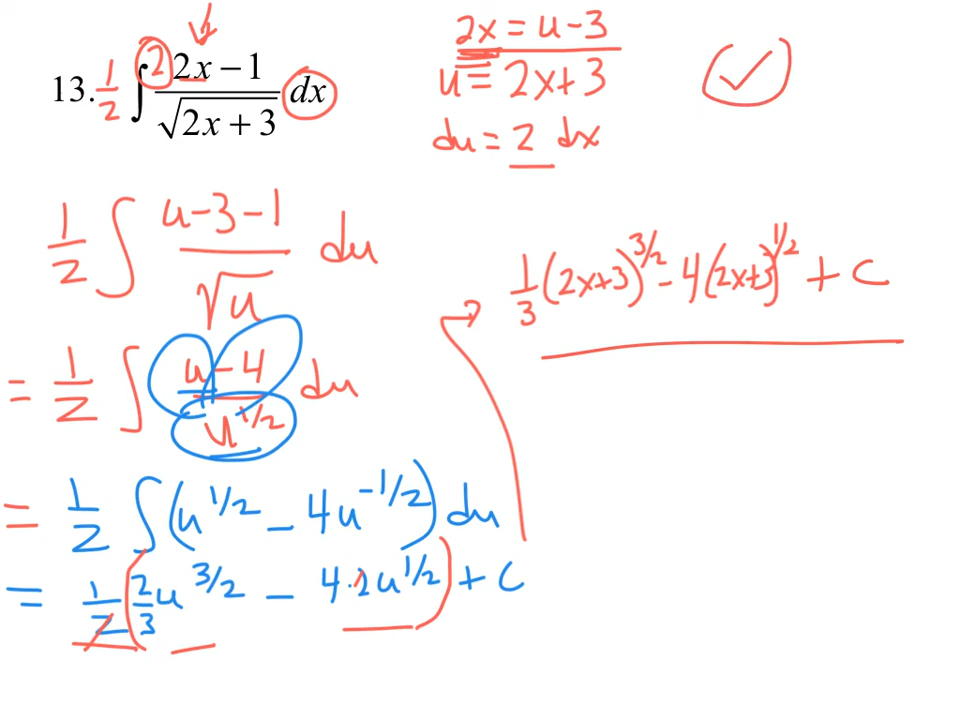 13. 1/2 ∫ 2 (2x − 1)/√(2x + 3) dx
2x = u − 3
u = 2x+3
du = 2 dx
1/2 ∫ (u−3−1)/√u du
= 1/2 ∫ (u−4)/u^(1/2) du
= 1/2 ∫ (u^(1/2) − 4u^(−1/2)) du
= 1/2 (2/3 u^(3/2) − 4·2u^(1/2)) + C
1/3 (2x+3)^(3/2) − 4(2x+3)^(1/2) + C